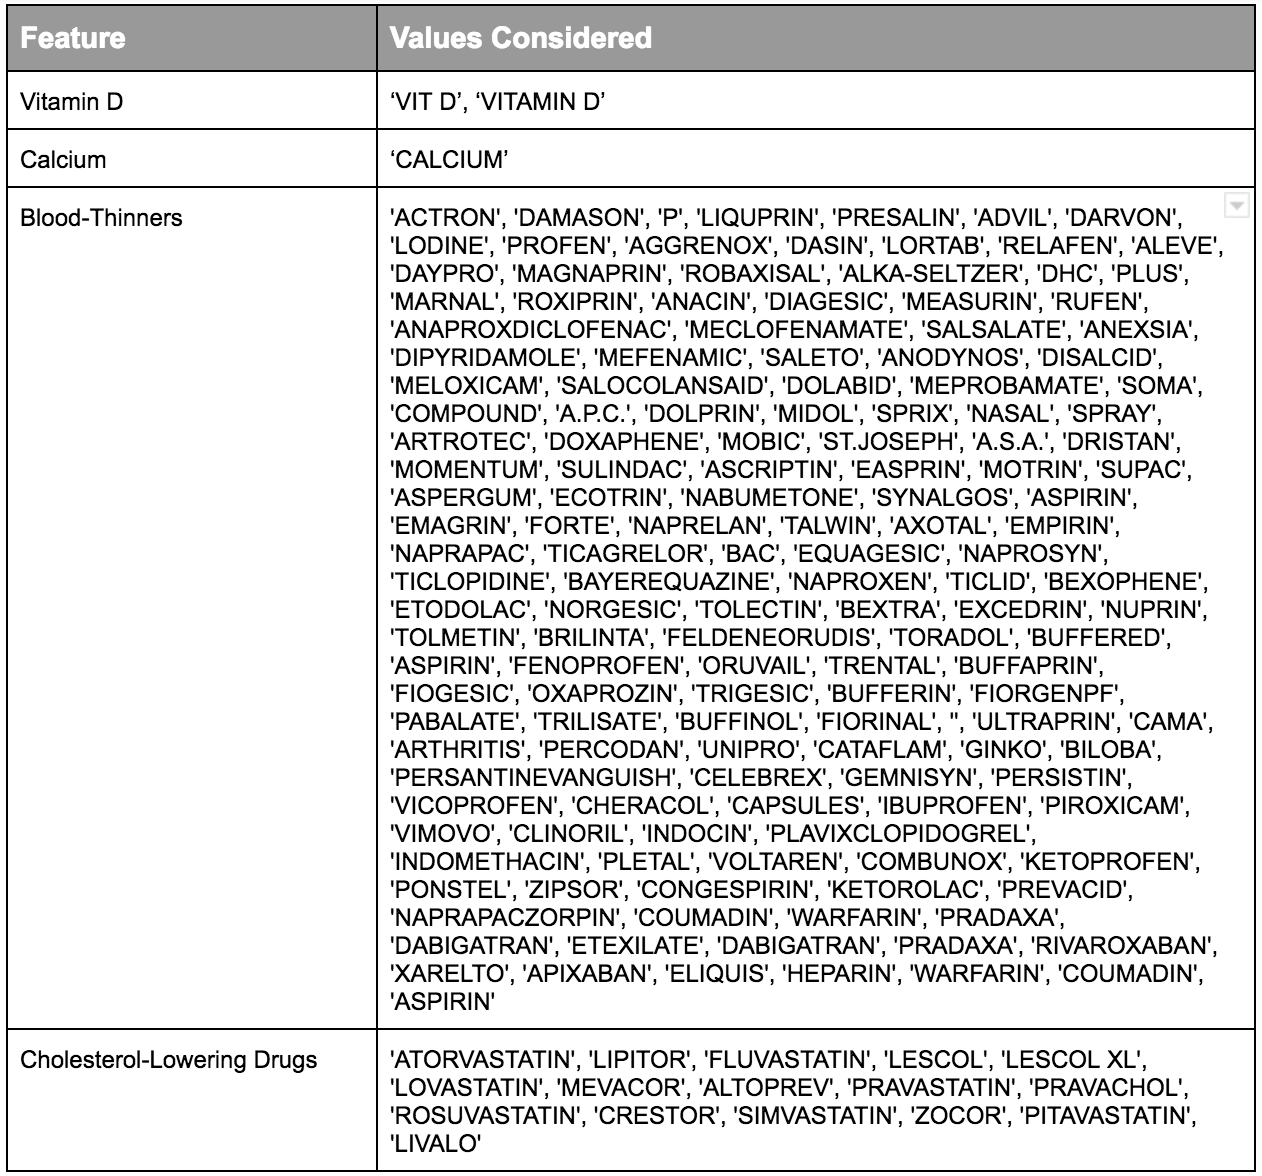 Feature Values Considered
Vitamin D ‘VIT D’, ‘VITAMIN D’
Calcium ‘CALCIUM’
Blood-Thinners 'ACTRON', 'DAMASON', 'P', 'LIQUPRIN', 'PRESALIN', 'ADVIL', 'DARVON',
'LODINE', 'PROFEN', 'AGGRENOX', 'DASIN', 'LORTAB', 'RELAFEN', 'ALEVE',
'DAYPRO', 'MAGNAPRIN', 'ROBAXISAL', 'ALKA-SELTZER', 'DHC', 'PLUS',
'MARNAL', 'ROXIPRIN', 'ANACIN', 'DIAGESIC', 'MEASURIN', 'RUFEN',
'ANAPROXDICLOFENAC', 'MECLOFENAMATE', 'SALSALATE', 'ANEXSIA',
'DIPYRIDAMOLE', 'MEFENAMIC', 'SALETO', 'ANODYNOS', 'DISALCID',
'MELOXICAM', 'SALOCOLANSAID', 'DOLABID', 'MEPROBAMATE', 'SOMA',
'COMPOUND', 'A.P.C.', 'DOLPRIN', 'MIDOL', 'SPRIX', 'NASAL', 'SPRAY',
'ARTROTEC', 'DOXAPHENE', 'MOBIC', 'ST.JOSEPH', 'A.S.A.', 'DRISTAN',
'MOMENTUM', 'SULINDAC', 'ASCRIPTIN', 'EASPRIN', 'MOTRIN', 'SUPAC',
'ASPERGUM', 'ECOTRIN', 'NABUMETONE', 'SYNALGOS', 'ASPIRIN',
'EMAGRIN', 'FORTE', 'NAPRELAN', 'TALWIN', 'AXOTAL', 'EMPIRIN',
'NAPRAPAC', 'TICAGRELOR', 'BAC', 'EQUAGESIC', 'NAPROSYN',
'TICLOPIDINE', 'BAYEREQUAZINE', 'NAPROXEN', 'TICLID', 'BEXOPHENE',
'ETODOLAC', 'NORGESIC', 'TOLECTIN', 'BEXTRA', 'EXCEDRIN', 'NUPRIN',
'TOLMETIN', 'BRILINTA', 'FELDENEORUDIS', 'TORADOL', 'BUFFERED',
'ASPIRIN', 'FENOPROFEN', 'ORUVAIL', 'TRENTAL', 'BUFFAPRIN',
'FIOGESIC', 'OXAPROZIN', 'TRIGESIC', 'BUFFERIN', 'FIORGENPF',
'PABALATE', 'TRILISATE', 'BUFFINOL', 'FIORINAL', '', 'ULTRAPRIN', 'CAMA',
'ARTHRITIS', 'PERCODAN', 'UNIPRO', 'CATAFLAM', 'GINKO', 'BILOBA',
'PERSANTINEVANGUISH', 'CELEBREX', 'GEMNISYN', 'PERSISTIN',
'VICOPROFEN', 'CHERACOL', 'CAPSULES', 'IBUPROFEN', 'PIROXICAM',
'VIMOVO', 'CLINORIL', 'INDOCIN', 'PLAVIXCLOPIDOGREL',
'INDOMETHACIN', 'PLETAL', 'VOLTAREN', 'COMBUNOX', 'KETOPROFEN',
'PONSTEL', 'ZIPSOR', 'CONGESPIRIN', 'KETOROLAC', 'PREVACID',
'NAPRAPACZORPIN', 'COUMADIN', 'WARFARIN', 'PRADAXA',
'DABIGATRAN', 'ETEXILATE', 'DABIGATRAN', 'PRADAXA', 'RIVAROXABAN',
'XARELTO', 'APIXABAN', 'ELIQUIS', 'HEPARIN', 'WARFARIN', 'COUMADIN',
'ASPIRIN'
Cholesterol-Lowering Drugs 'ATORVASTATIN', 'LIPITOR', 'FLUVASTATIN', 'LESCOL', 'LESCOL XL',
'LOVASTATIN', 'MEVACOR', 'ALTOPREV', 'PRAVASTATIN', 'PRAVACHOL',
'ROSUVASTATIN', 'CRESTOR', 'SIMVASTATIN', 'ZOCOR', 'PITAVASTATIN',
'LIVALO'